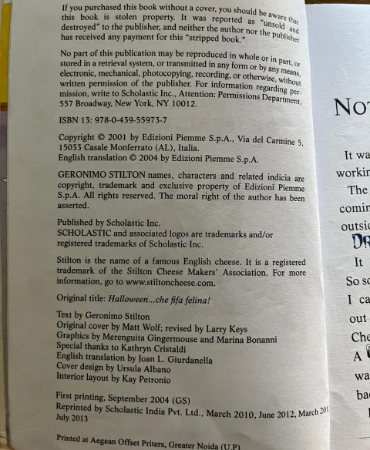 If you purchased this book without a cover, you should be aware that
this book is stolen property. It was reported as "unsold and
destroyed" to the publisher, and neither the author nor the publisher
has received any payment for this "stripped book."
No part of this publication may be reproduced in whole or in part, or
stored in a retrieval system, or transmitted in any form or by any means,
electronic, mechanical, photocopying, recording, or otherwise, without
written permission of the publisher. For information regarding per-
mission, write to Scholastic Inc., Attention: Permissions Department,
557 Broadway, New York, NY 10012.
ISBN 13: 978-0-439-55973-7
Copyright © 2001 by Edizioni Piemme S.p.A., Via del Carmine 5,
15033 Casale Monferrato (AL), Italia.
English translation © 2004 by Edizioni Piemme S.p.A.
GERONIMO STILTON names, characters and related indicia are
copyright, trademark and exclusive property of Edizioni Piemme
S.p.A. All rights reserved. The moral right of the author has been
asserted.
Published by Scholastic Inc.
SCHOLASTIC and associated logos are trademarks and/or
registered trademarks of Scholastic Inc.
Stilton is the name of a famous English cheese. It is a registered
trademark of the Stilton Cheese Makers' Association. For more
information, go to www.stiltoncheese.com.
Original title: Halloween...che fifa felina!
Text by Geronimo Stilton
Original cover by Matt Wolf; revised by Larry Keys
Graphics by Merenguita Gingermouse and Marina Bonanni
Special thanks to Kathryn Cristaldi
English translation by Joan L. Giurdanella
Cover design by Ursula Albano
Interior layout by Kay Petronio
First printing, September 2004 (GS)
Reprinted by Scholastic India Pvt. Ltd., March 2010, June 2012, March 201
July 2013
Printed at Aegean Offset Priters, Greater Noida (U.P)
NOT
It wa
workin
The
comin
outsid
DR
It
So so
I ca
out
Che
A
wa
bac